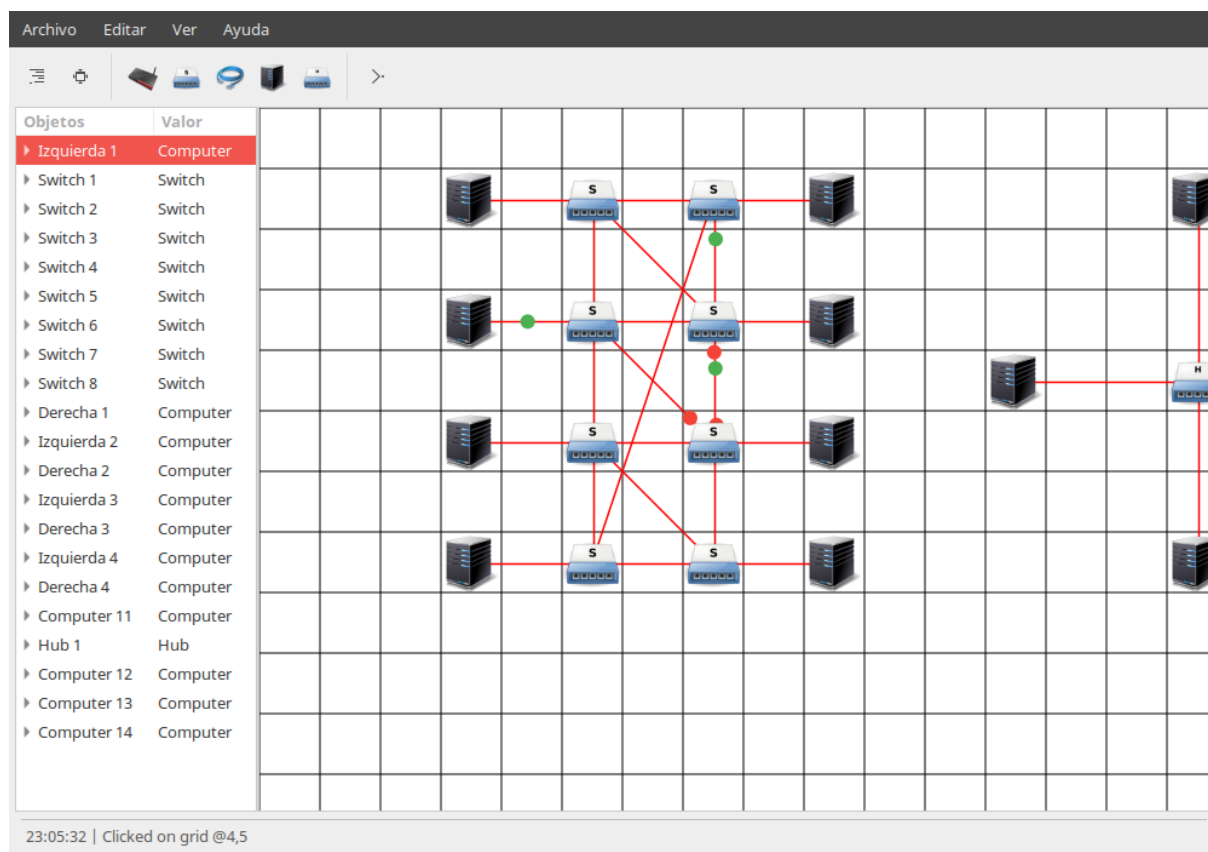 Archivo Editar Ver Ayuda
S H
Objetos Valor
Izquierda 1 Computer
Switch 1 Switch
Switch 2 Switch
Switch 3 Switch
Switch 4 Switch
Switch 5 Switch
Switch 6 Switch
Switch 7 Switch
Switch 8 Switch
Derecha 1 Computer
Izquierda 2 Computer
Derecha 2 Computer
Izquierda 3 Computer
Derecha 3 Computer
Izquierda 4 Computer
Derecha 4 Computer
Computer 11 Computer
Hub 1 Hub
Computer 12 Computer
Computer 13 Computer
Computer 14 Computer
S S
S S
H
S S
S S
23:05:32 | Clicked on grid @4,5